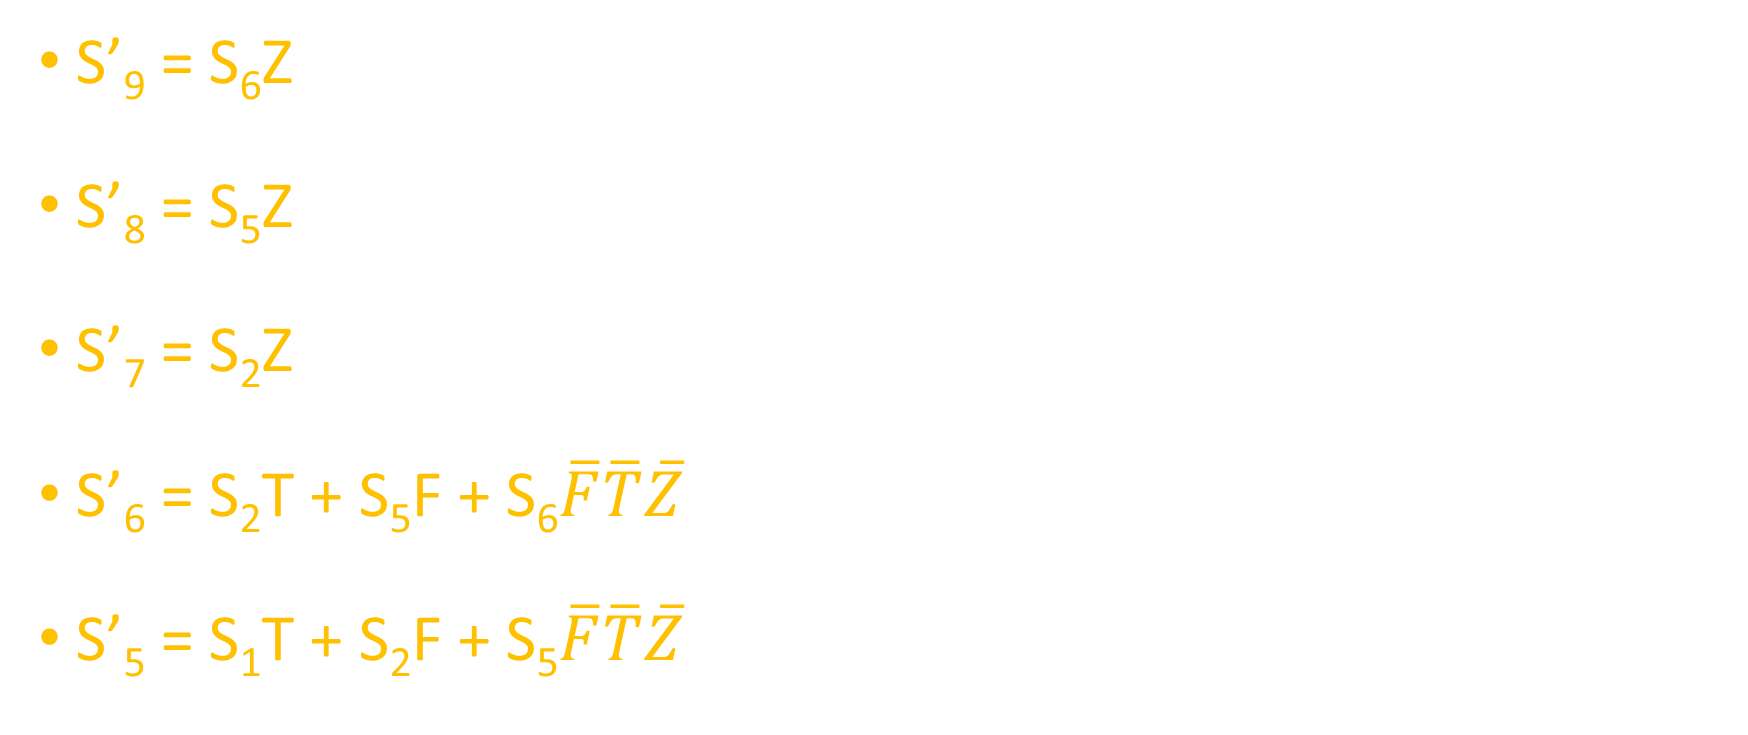 • S’₉ = S₆Z
• S’₈ = S₅Z
• S’₇ = S₂Z
• S’₆ = S₂T + S₅F + S₆F̅T̅Z̅
• S’₅ = S₁T + S₂F + S₅F̅T̅Z̅